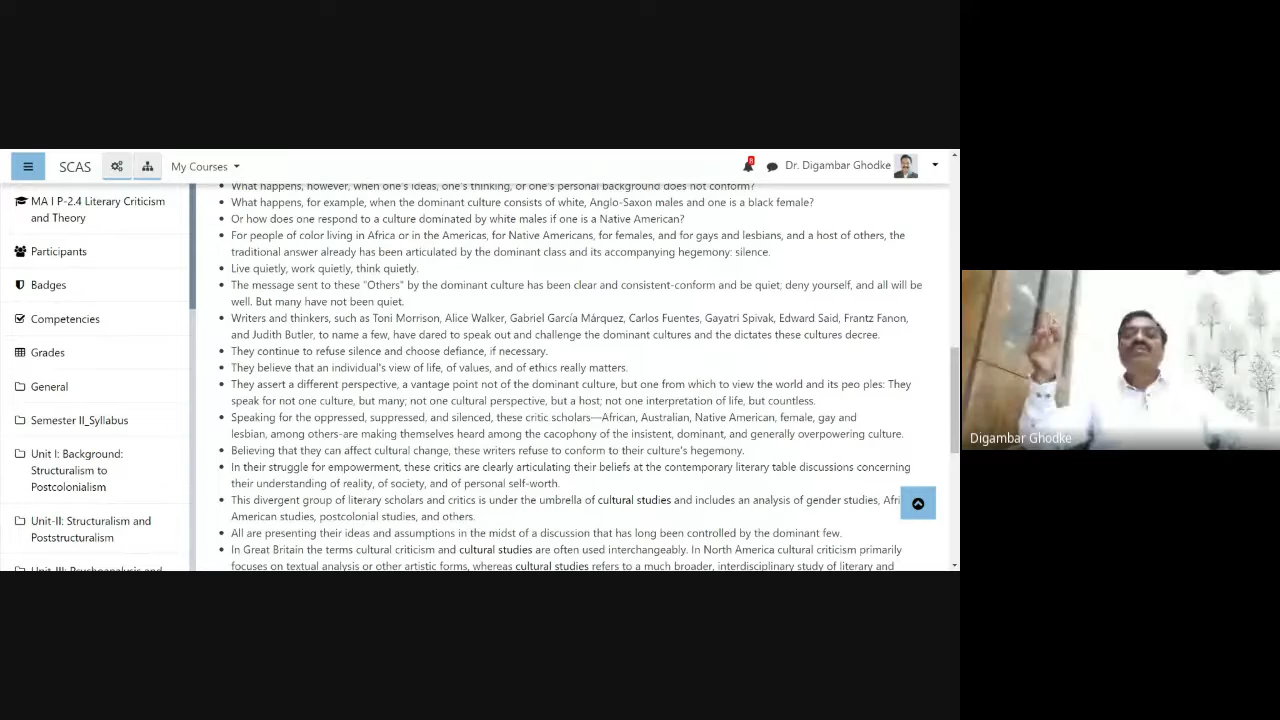 SCAS
My Courses
8
Dr. Digambar Ghodke
MA I P-2.4 Literary Criticism
and Theory
Participants
Badges
Competencies
Grades
General
Semester II_Syllabus
Unit I: Background:
Structuralism to
Postcolonialism
Unit-II: Structuralism and
Poststructuralism
Unit-III: Psychoanalysis and
What happens, however, when one's ideas, one's thinking, or one's personal background does not conform?
What happens, for example, when the dominant culture consists of white, Anglo-Saxon males and one is a black female?
Or how does one respond to a culture dominated by white males if one is a Native American?
For people of color living in Africa or in the Americas, for Native Americans, for females, and for gays and lesbians, and a host of others, the
traditional answer already has been articulated by the dominant class and its accompanying hegemony: silence.
Live quietly, work quietly, think quietly.
The message sent to these "Others" by the dominant culture has been clear and consistent-conform and be quiet; deny yourself, and all will be
well. But many have not been quiet.
Writers and thinkers, such as Toni Morrison, Alice Walker, Gabriel García Márquez, Carlos Fuentes, Gayatri Spivak, Edward Said, Frantz Fanon,
and Judith Butler, to name a few, have dared to speak out and challenge the dominant cultures and the dictates these cultures decree.
They continue to refuse silence and choose defiance, if necessary.
They believe that an individual's view of life, of values, and of ethics really matters.
They assert a different perspective, a vantage point not of the dominant culture, but one from which to view the world and its peo ples: They
speak for not one culture, but many; not one cultural perspective, but a host; not one interpretation of life, but countless.
Speaking for the oppressed, suppressed, and silenced, these critic scholars—African, Australian, Native American, female, gay and
lesbian, among others-are making themselves heard among the cacophony of the insistent, dominant, and generally overpowering culture.
Believing that they can affect cultural change, these writers refuse to conform to their culture's hegemony.
In their struggle for empowerment, these critics are clearly articulating their beliefs at the contemporary literary table discussions concerning
their understanding of reality, of society, and of personal self-worth.
This divergent group of literary scholars and critics is under the umbrella of cultural studies and includes an analysis of gender studies, Afri
American studies, postcolonial studies, and others.
All are presenting their ideas and assumptions in the midst of a discussion that has long been controlled by the dominant few.
In Great Britain the terms cultural criticism and cultural studies are often used interchangeably. In North America cultural criticism primarily
focuses on textual analysis or other artistic forms, whereas cultural studies refers to a much broader, interdisciplinary study of literary and
Digambar Ghodke